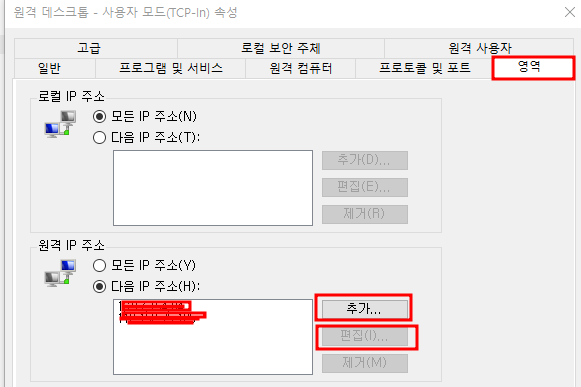 원격 데스크톱 - 사용자 모드(TCP-In) 속성
고급 로컬 보안 주체 원격 사용자
일반 프로그램 및 서비스 원격 컴퓨터 프로토콜 및 포트 영역
로컬 IP 주소
모든 IP 주소(N)
다음 IP 주소(T):
추가(D)...
편집(E)...
제거(R)
원격 IP 주소
모든 IP 주소(Y)
다음 IP 주소(H):
추가...
편집(I)...
제거(M)